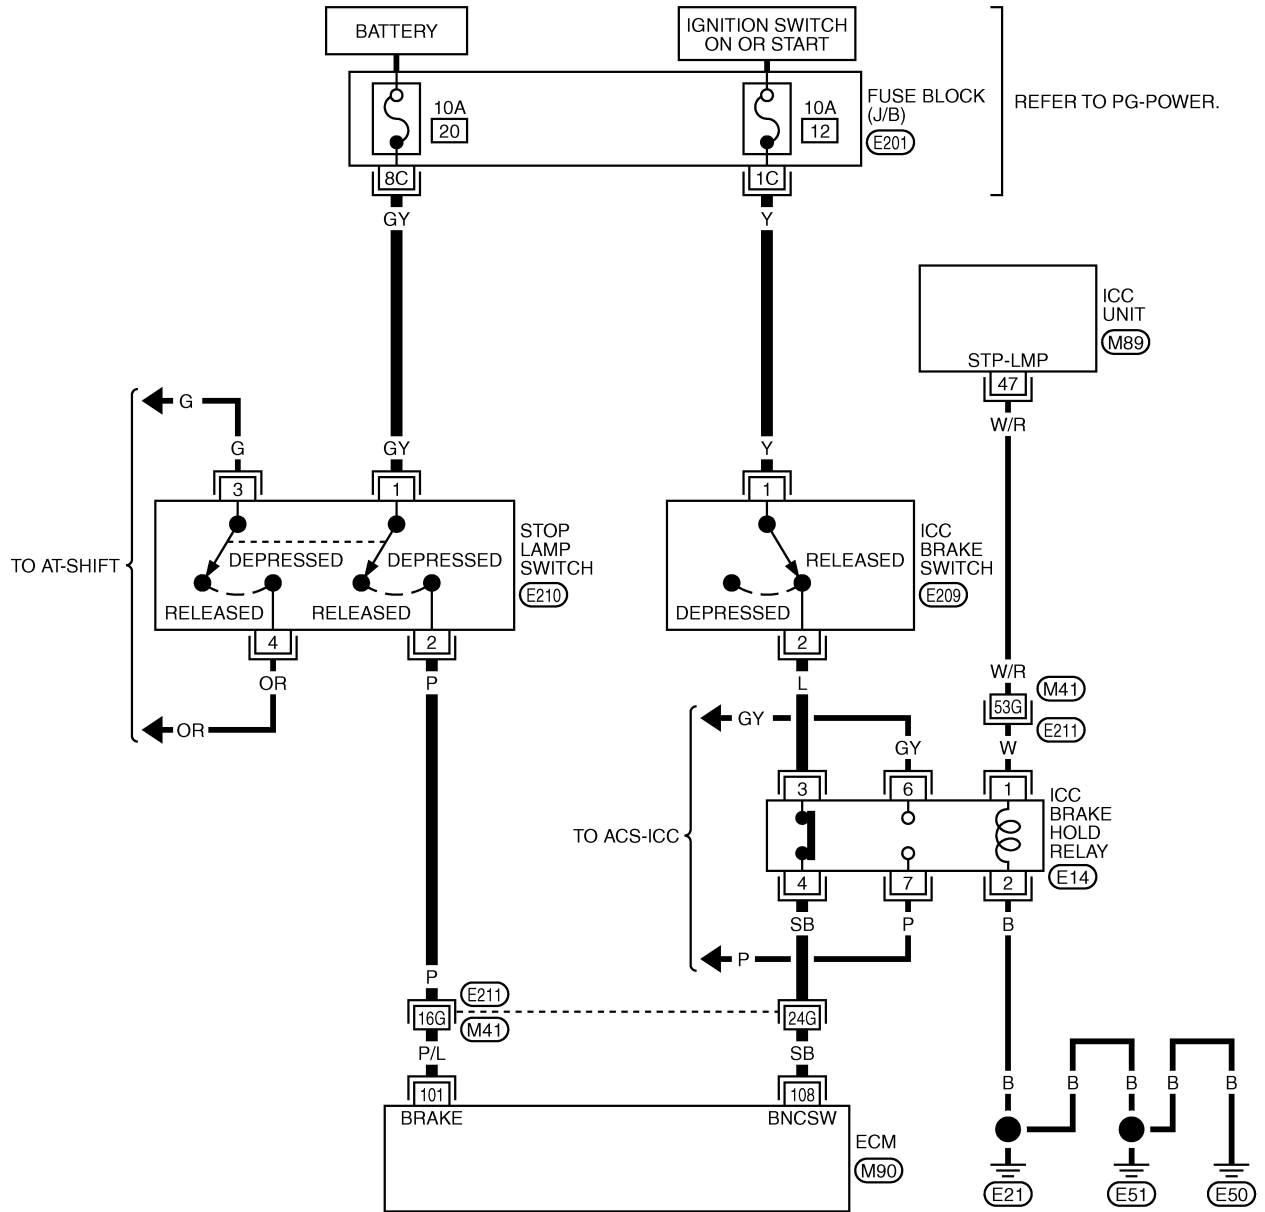 BATTERY
IGNITION SWITCH
ON OR START
10A
20
10A
12
FUSE BLOCK
(J/B)
E201
REFER TO PG-POWER.
8C
1C
GY
Y
ICC
UNIT
M89
STP-LMP
47
W/R
G
G
GY
Y
3
1
1
DEPRESSED
DEPRESSED
RELEASED
RELEASED
STOP
LAMP
SWITCH
E210
RELEASED
DEPRESSED
ICC
BRAKE
SWITCH
E209
TO AT-SHIFT
4
2
2
OR
P
L
OR
W/R
M41
53G
E211
W
GY
GY
3
6
1
TO ACS-ICC
ICC
BRAKE
HOLD
RELAY
E14
4
7
2
SB
P
B
P
P
E211
16G
M41
24G
P/L
SB
101
108
BRAKE
BNCSW
ECM
M90
B
B
B
B
B
E21
E51
E50